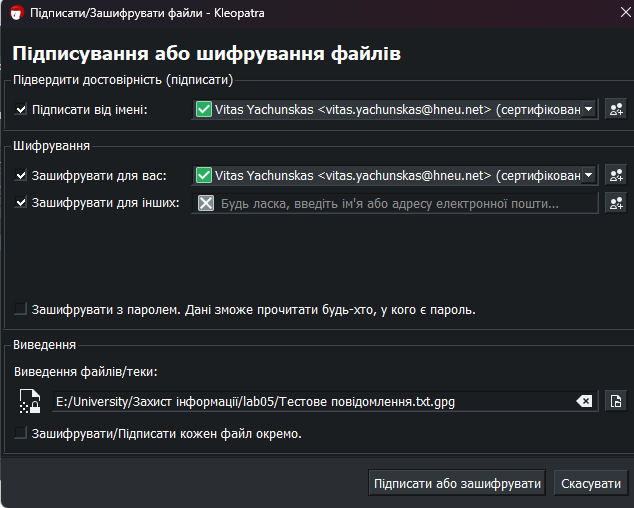 Підписати/Зашифрувати файли - Kleopatra
Підписування або шифрування файлів
Підвердити достовірність (підписати)
Підписати від імені: Vitas Yachunskas <vitas.yachunskas@hneu.net> (сертифікован
Шифрування
Зашифрувати для вас: Vitas Yachunskas <vitas.yachunskas@hneu.net> (сертифікован
Зашифрувати для інших: Будь ласка, введіть ім'я або адресу електронної пошти...
Зашифрувати з паролем. Дані зможе прочитати будь-хто, у кого є пароль.
Виведення
Виведення файлів/теки:
E:/University/Захист інформації/lab05/Тестове повідомлення.txt.gpg
Зашифрувати/Підписати кожен файл окремо.
Підписати або зашифрувати Скасувати